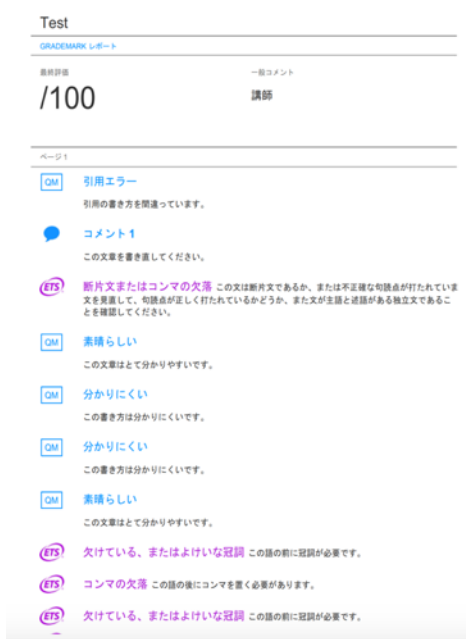 Test
GRADEMARK レポート
最終評価
一般コメント
/100
講師
ページ 1
QM 引用エラー
引用の書き方を間違っています。
コメント 1
この文章を書き直してください。
ETS 断片文またはコンマの欠落 この文は断片文であるか、または不正確な句読点が打たれていま
文を見直して、句読点が正しく打たれているかどうか、また文が主語と述語がある独立文であるこ
とを確認してください。
QM 素晴らしい
この文章はとて分かりやすいです。
QM 分かりにくい
この書き方は分かりにくいです。
QM 分かりにくい
この書き方は分かりにくいです。
QM 素晴らしい
この文章はとて分かりやすいです。
ETS 欠けている、またはよけいな冠詞 この語の前に冠詞が必要です。
ETS コンマの欠落 この語の後にコンマを置く必要があります。
ETS 欠けている、またはよけいな冠詞 この語の前に冠詞が必要です。